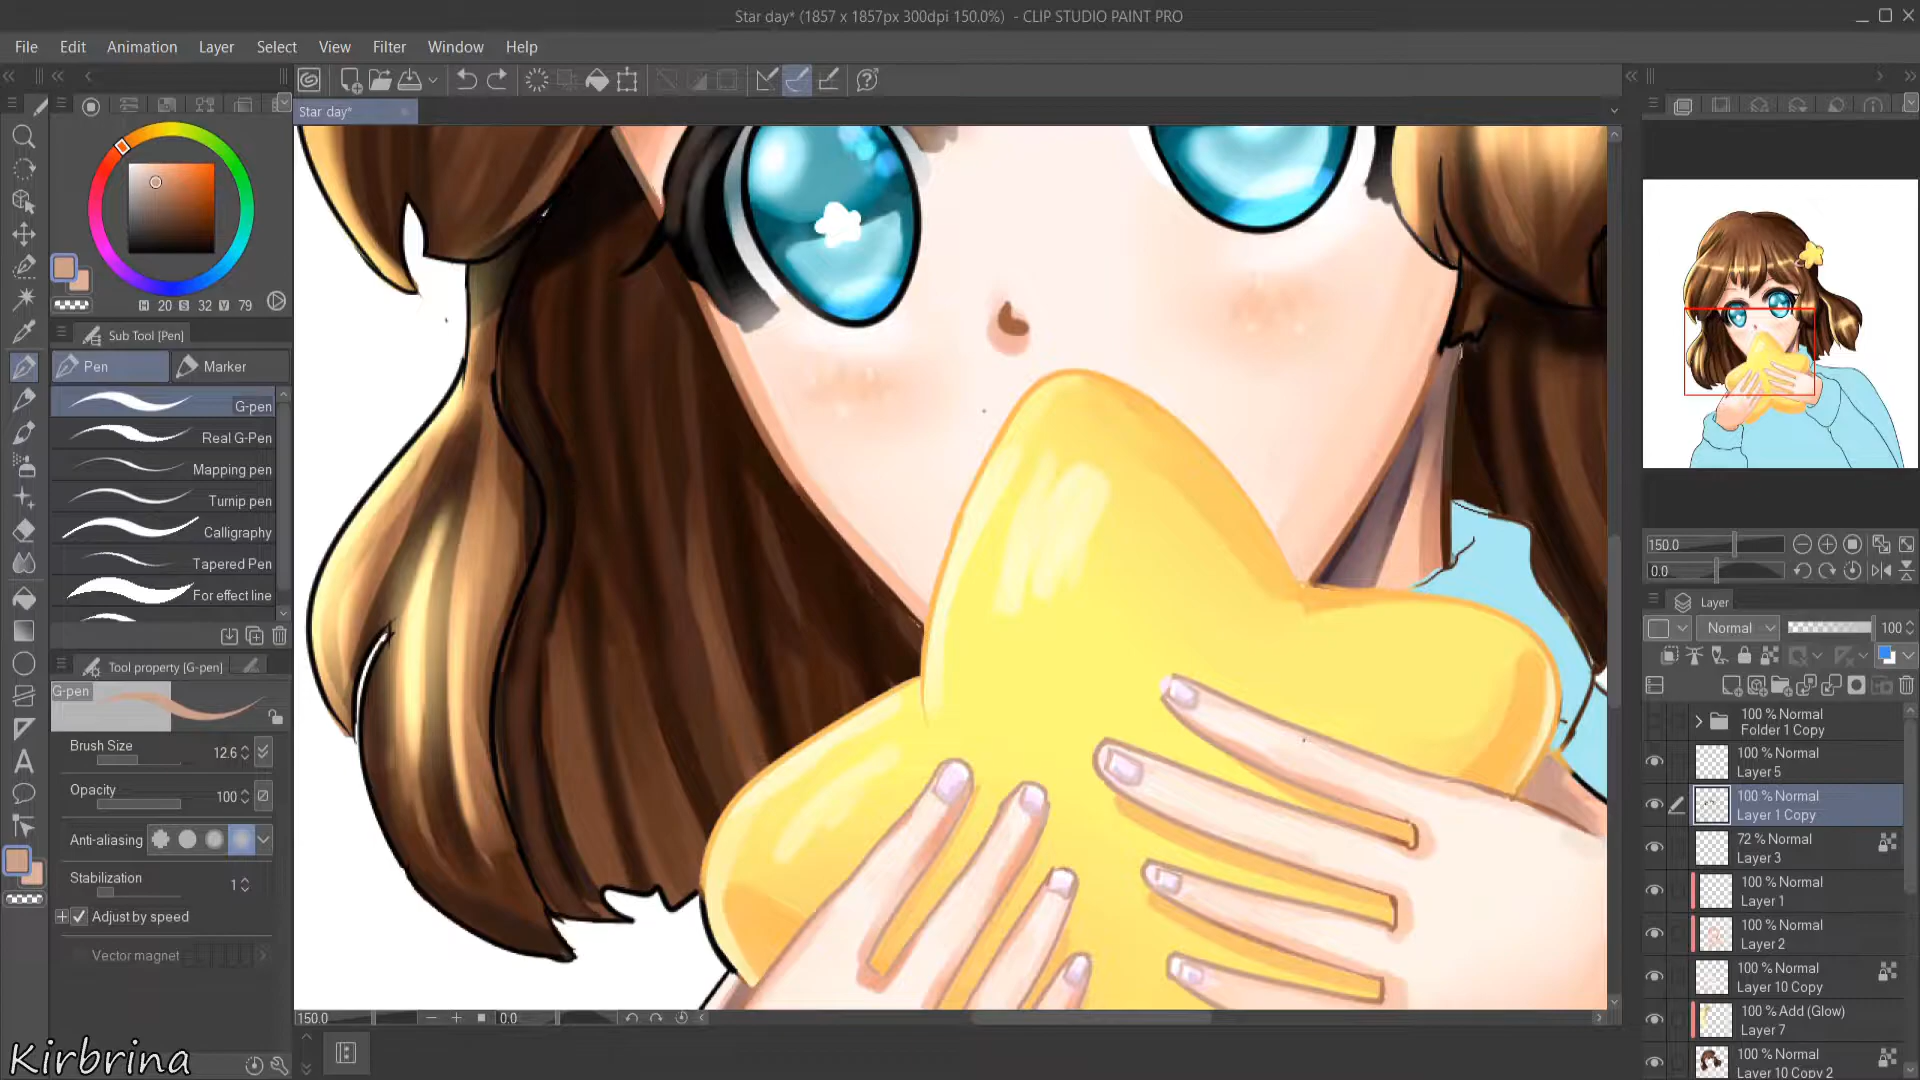 Star day* (1857 x 1857px 300dpi 150.0%) - CLIP STUDIO PAINT PRO
File Edit Animation Layer Select View Filter Window Help
Star day*
H 20 S 32 V 79
Sub Tool [Pen]
Pen Marker
G-pen
Real G-Pen
Mapping pen
Turnip pen
Calligraphy
Tapered Pen
For effect line
Tool property [G-pen]
G-pen
Brush Size 12.6
Opacity 100
Anti-aliasing
Stabilization 1
Adjust by speed
Vector magnet
150.0 0.0
Kirbrina
150.0
0.0
Layer
Normal 100
100 % Normal
Folder 1 Copy
100 % Normal
Layer 5
100 % Normal
Layer 1 Copy
72 % Normal
Layer 3
100 % Normal
Layer 1
100 % Normal
Layer 2
100 % Normal
Layer 10 Copy
100 % Add (Glow)
Layer 7
100 % Normal
Layer 10 Copy 2